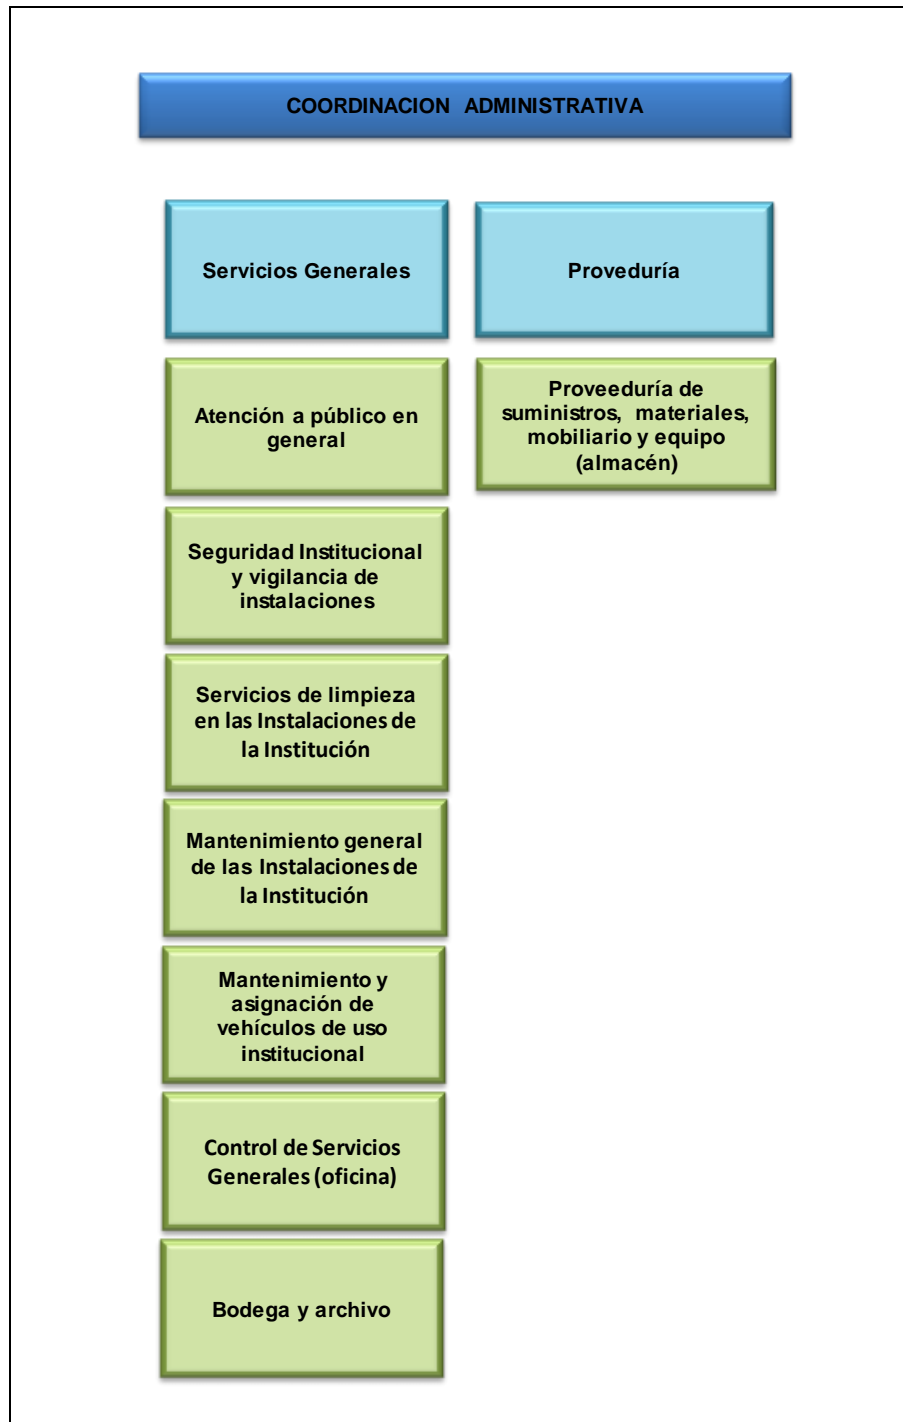 COORDINACION ADMINISTRATIVA
Servicios Generales
Proveduría
Atención a público en
general
Proveeduría de
suministros, materiales,
mobiliario y equipo
(almacén)
Seguridad Institucional
y vigilancia de
instalaciones
Servicios de limpieza
en las Instalaciones de
la Institución
Mantenimiento general
de las Instalaciones de
la Institución
Mantenimiento y
asignación de
vehículos de uso
institucional
Control de Servicios
Generales (oficina)
Bodega y archivo